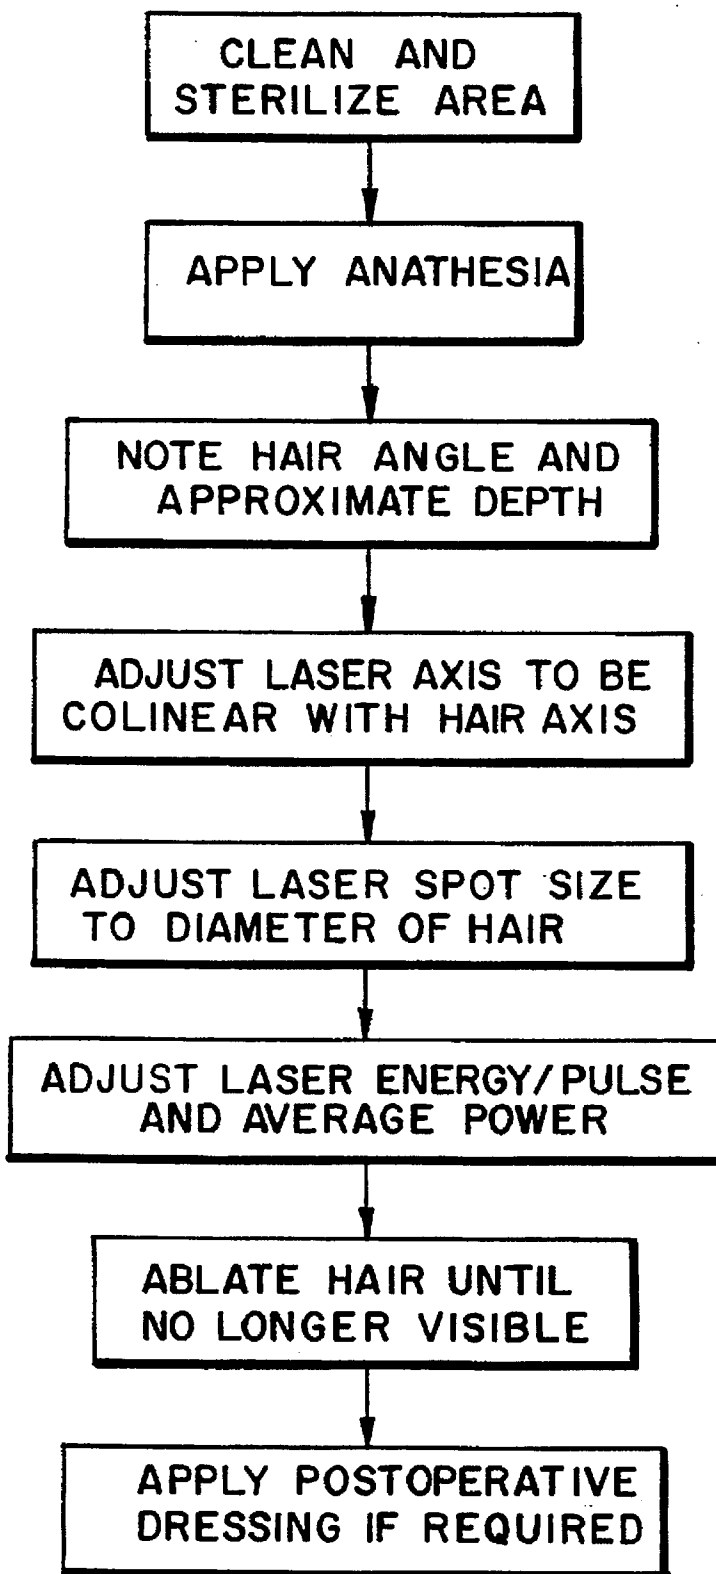 CLEAN AND
STERILIZE AREA
APPLY ANATHESIA
NOTE HAIR ANGLE AND
APPROXIMATE DEPTH
ADJUST LASER AXIS TO BE
COLINEAR WITH HAIR AXIS
ADJUST LASER SPOT SIZE
TO DIAMETER OF HAIR
ADJUST LASER ENERGY/PULSE
AND AVERAGE POWER
ABLATE HAIR UNTIL
NO LONGER VISIBLE
APPLY POSTOPERATIVE
DRESSING IF REQUIRED